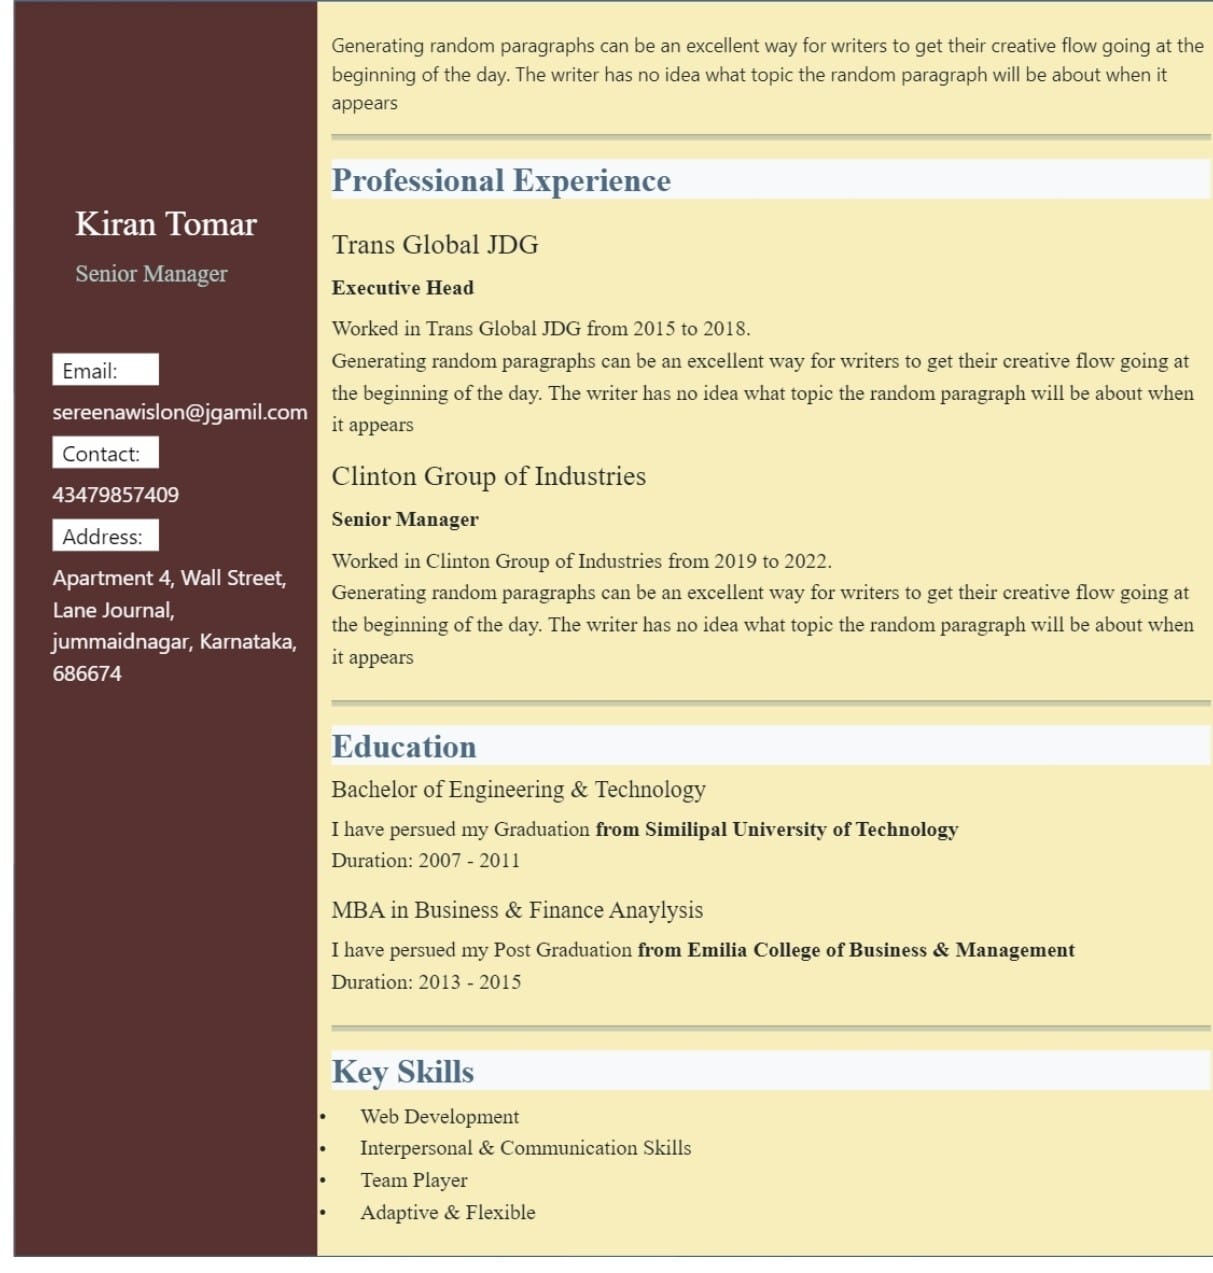 Kiran Tomar
Senior Manager
Email:
sereenawislon@jgamil.com
Contact:
43479857409
Address:
Apartment 4, Wall Street,
Lane Journal,
jummaidnagar, Karnataka,
686674
Generating random paragraphs can be an excellent way for writers to get their creative flow going at the
beginning of the day. The writer has no idea what topic the random paragraph will be about when it
appears
Professional Experience
Trans Global JDG
Executive Head
Worked in Trans Global JDG from 2015 to 2018.
Generating random paragraphs can be an excellent way for writers to get their creative flow going at
the beginning of the day. The writer has no idea what topic the random paragraph will be about when
it appears
Clinton Group of Industries
Senior Manager
Worked in Clinton Group of Industries from 2019 to 2022.
Generating random paragraphs can be an excellent way for writers to get their creative flow going at
the beginning of the day. The writer has no idea what topic the random paragraph will be about when
it appears
Education
Bachelor of Engineering & Technology
I have persued my Graduation from Similipal University of Technology
Duration: 2007 - 2011
MBA in Business & Finance Anaylysis
I have persued my Post Graduation from Emilia College of Business & Management
Duration: 2013 - 2015
Key Skills
• Web Development
• Interpersonal & Communication Skills
• Team Player
• Adaptive & Flexible